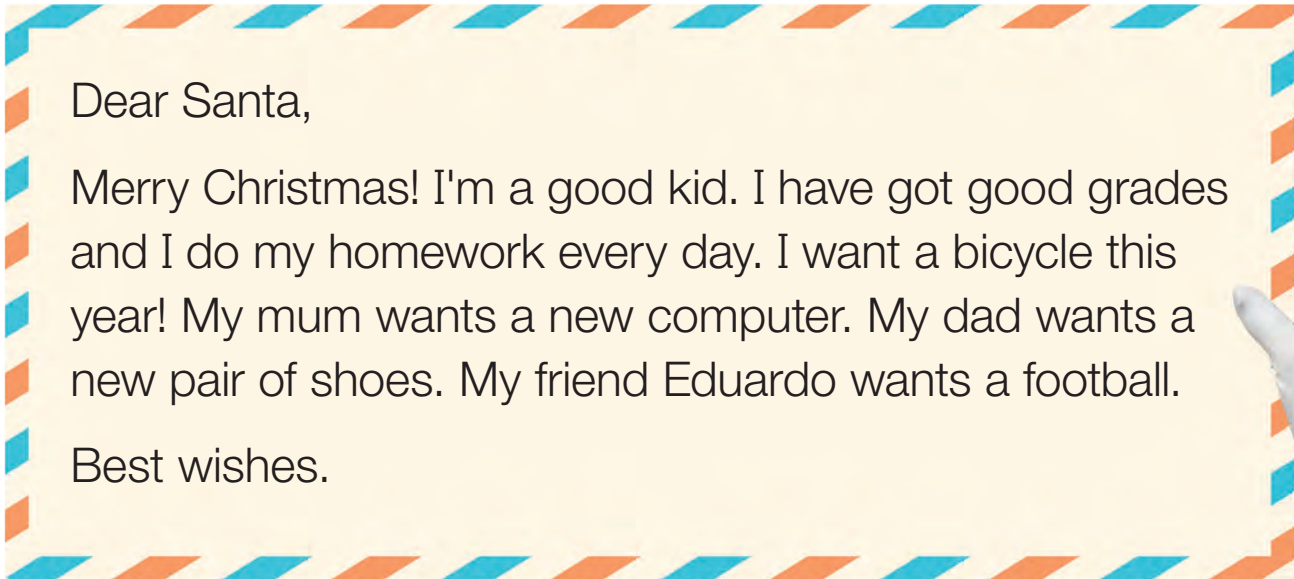 Dear Santa,
Merry Christmas! I'm a good kid. I have got good grades
and I do my homework every day. I want a bicycle this
year! My mum wants a new computer. My dad wants a
new pair of shoes. My friend Eduardo wants a football.
Best wishes.